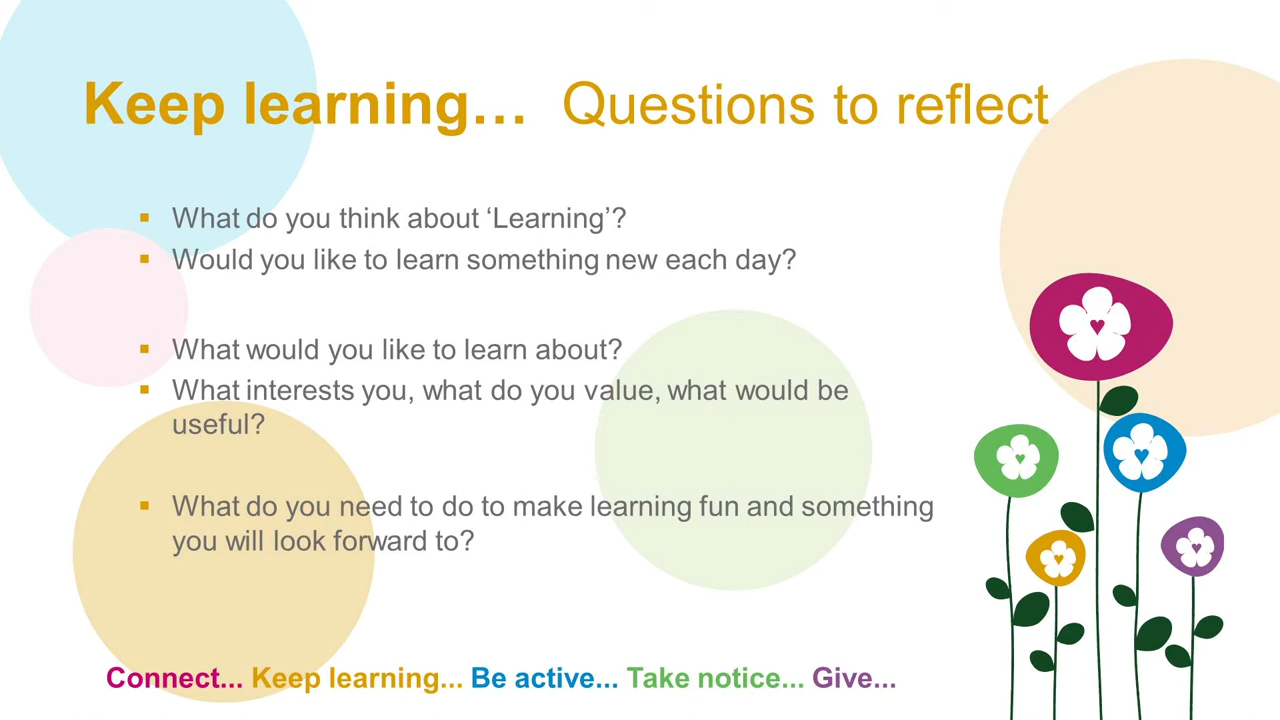 Keep learning… Questions to reflect
▪ What do you think about ‘Learning’?
▪ Would you like to learn something new each day?
▪ What would you like to learn about?
▪ What interests you, what do you value, what would be
useful?
▪ What do you need to do to make learning fun and something
you will look forward to?
Connect... Keep learning... Be active... Take notice... Give...